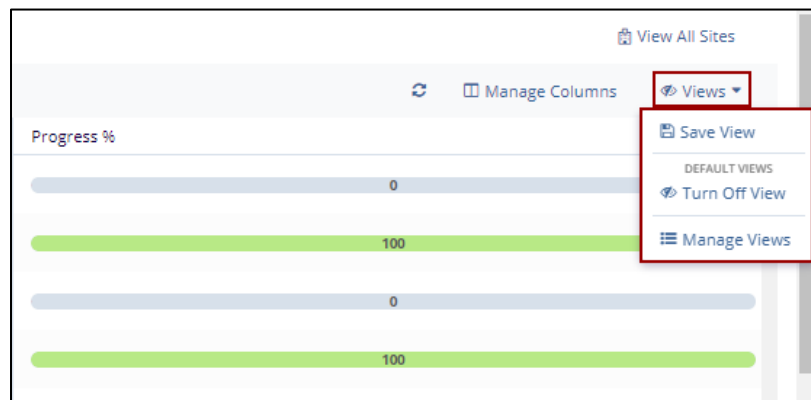 View All Sites
Manage Columns
Views
Save View
Progress %
DEFAULT VIEWS
0
Turn Off View
100
Manage Views
0
100